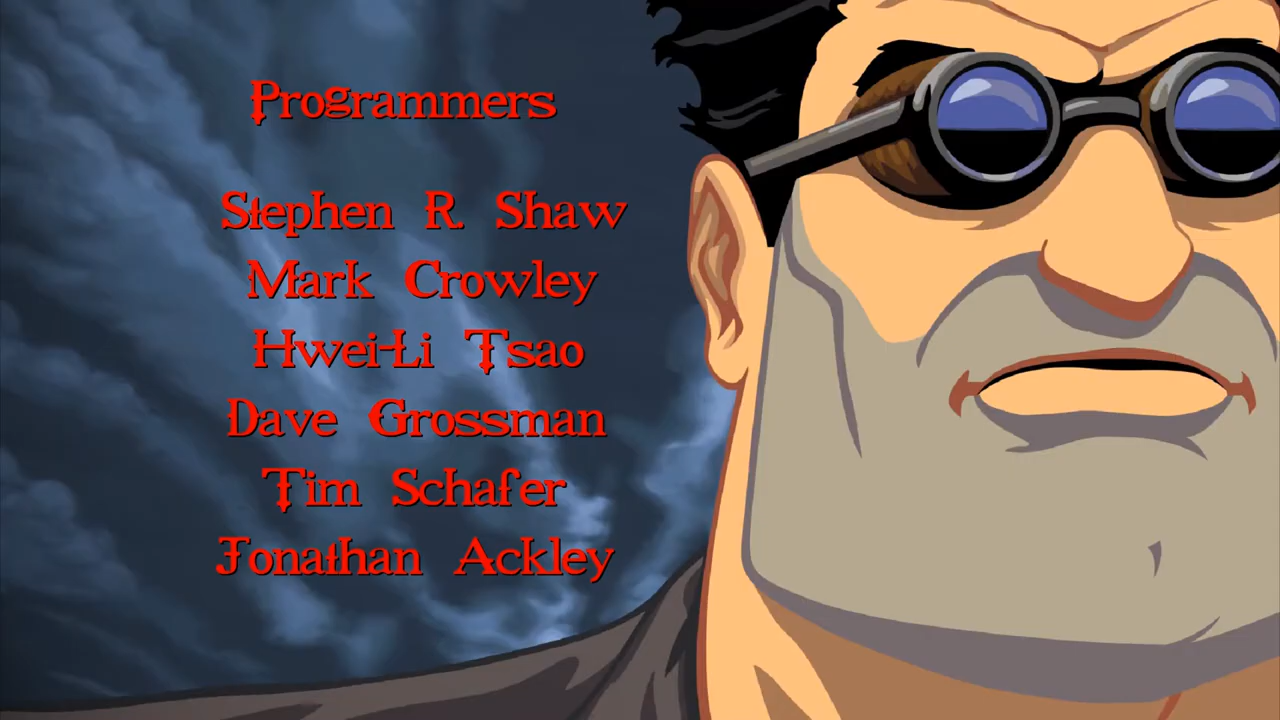 Programmers
Stephen R. Shaw
Mark Crowley
Hwei-Li Tsao
Dave Grossman
Tim Schafer
Jonathan Ackley